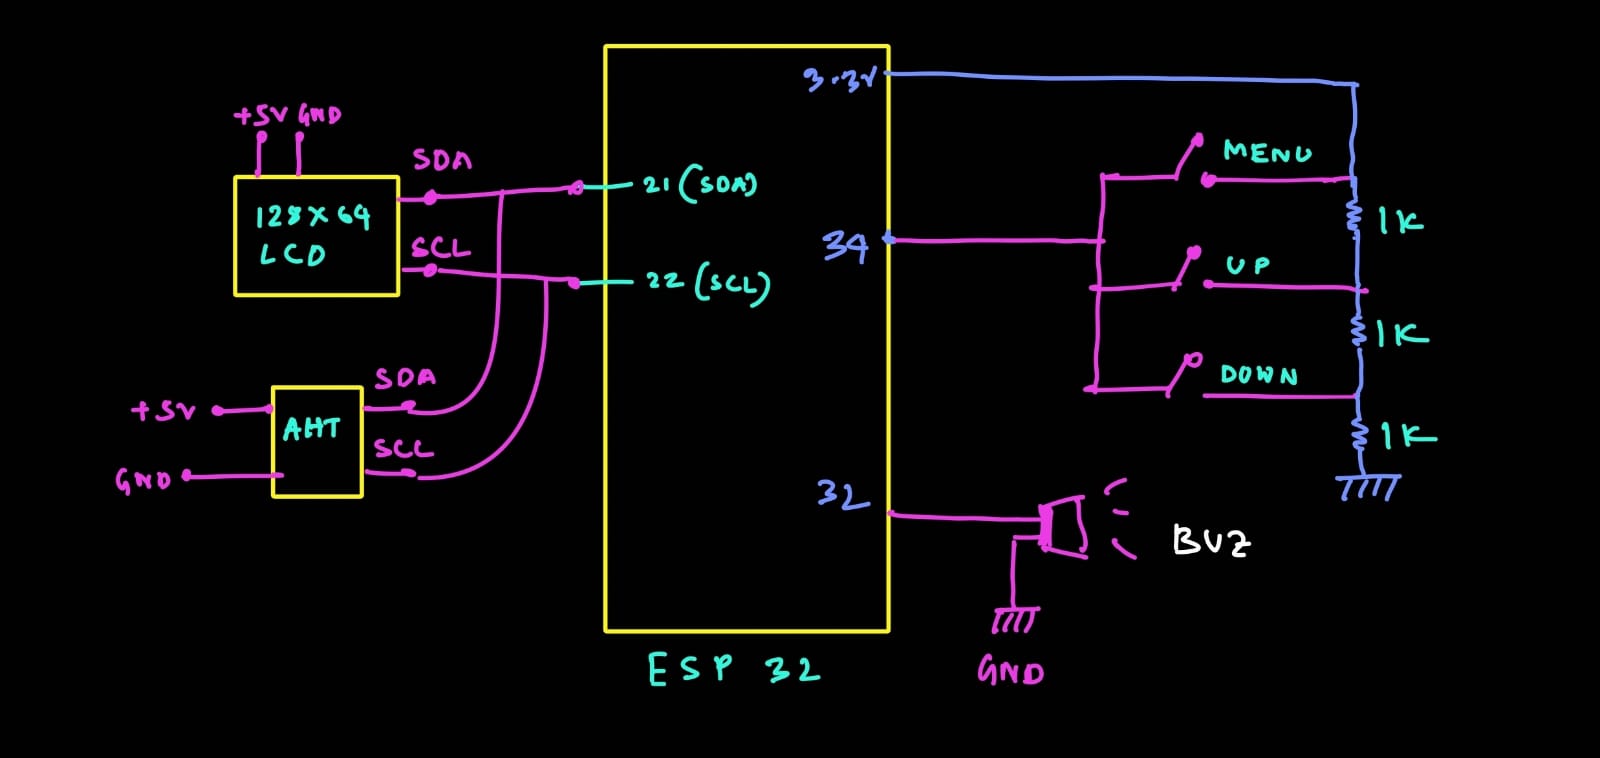 3.3V
+5V GND
SDA
MENU
128X64
LCD
21(SDA)
1K
34
SCL
UP
22(SCL)
1K
SDA
DOWN
+5V
AHT
SCL
1K
GND
32
BUZ
ESP 32
GND